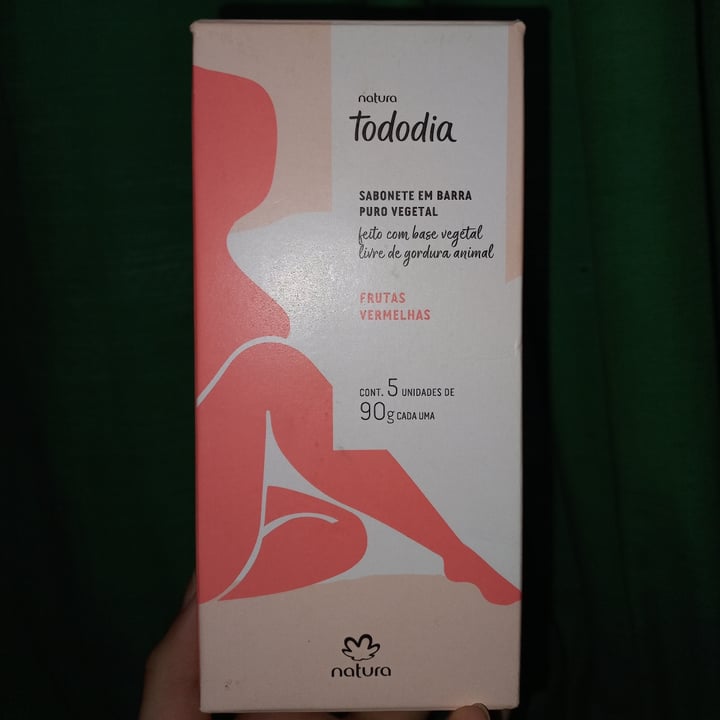 natura
tododia
SABONETE EM BARRA
PURO VEGETAL
feito com base vegetal
livre de gordura animal
FRUTAS
VERMELHAS
CONT. 5 UNIDADES DE
90g CADA UMA
natura